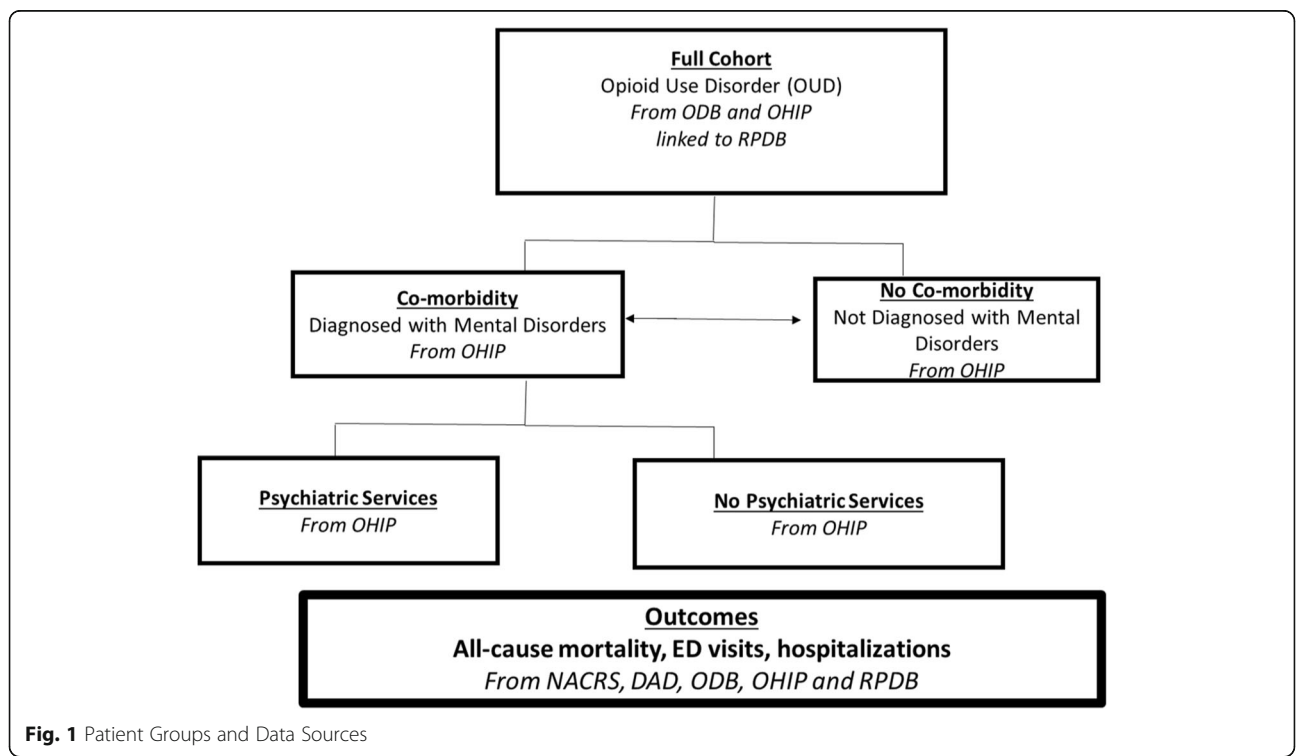 Full Cohort
Opioid Use Disorder (OUD)
From ODB and OHIP
linked to RPDB
Co-morbidity
Diagnosed with Mental Disorders
From OHIP
No Co-morbidity
Not Diagnosed with Mental
Disorders
From OHIP
Psychiatric Services
From OHIP
No Psychiatric Services
From OHIP
Outcomes
All-cause mortality, ED visits, hospitalizations
From NACRS, DAD, ODB, OHIP and RPDB
Fig. 1 Patient Groups and Data Sources